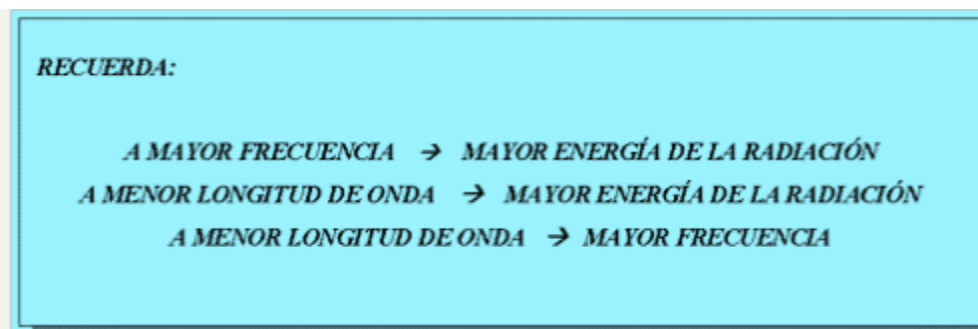 RECUERDA:
A MAYOR FRECUENCIA → MAYOR ENERGÍA DE LA RADIACIÓN
A MENOR LONGITUD DE ONDA → MAYOR ENERGÍA DE LA RADIACIÓN
A MENOR LONGITUD DE ONDA → MAYOR FRECUENCIA